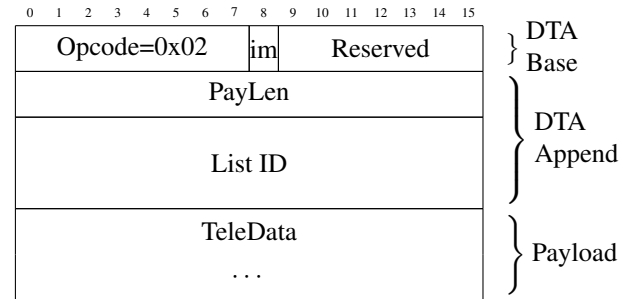 0 1 2 3 4 5 6 7 8 9 10 11 12 13 14 15
Opcode=0x02 im Reserved
DTA
Base
PayLen
List ID
DTA
Append
TeleData
...
Payload